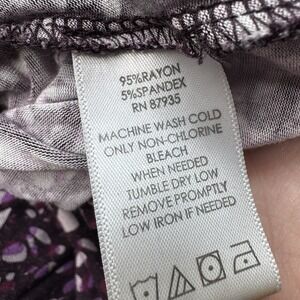 95%RAYON
5%SPANDEX
RN 87935
MACHINE WASH COLD
ONLY NON-CHLORINE
BLEACH
WHEN NEEDED
TUMBLE DRY LOW
REMOVE PROMPTLY
LOW IRON IF NEEDED